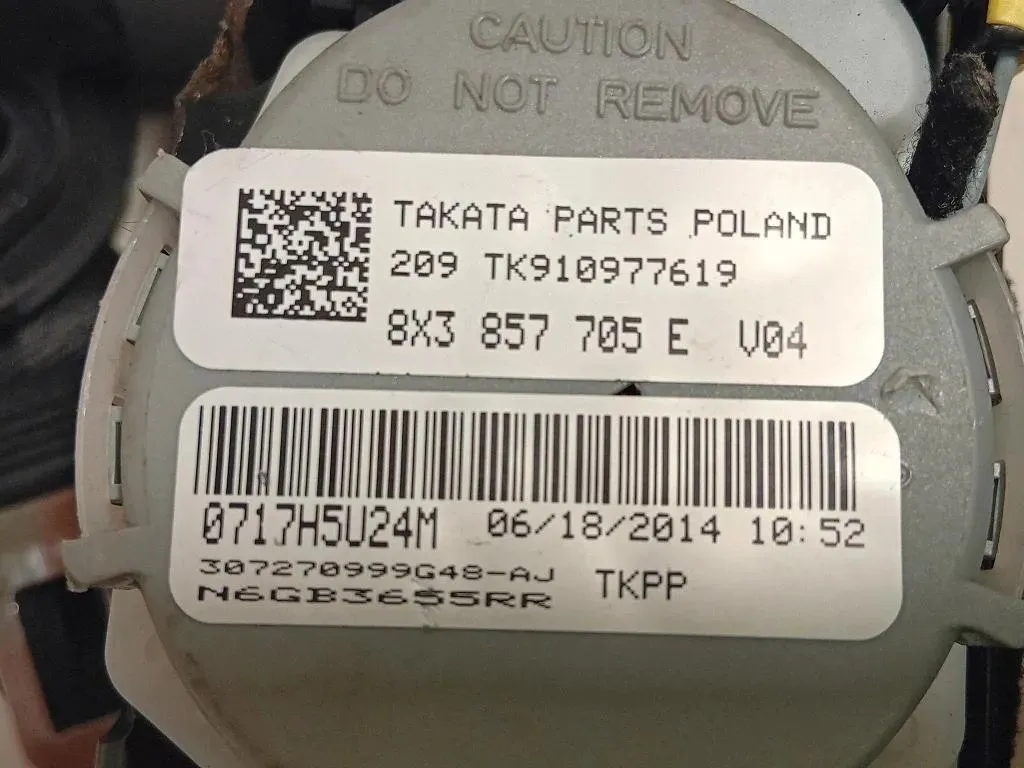 CAUTION
DO NOT REMOVE
TAKATA PARTS POLAND
209 TK910977619
8X3 857 705 E V04
0717H5U24M 06/18/2014 10:52
307270999G48-AJ TKPP
N6GB3655RR